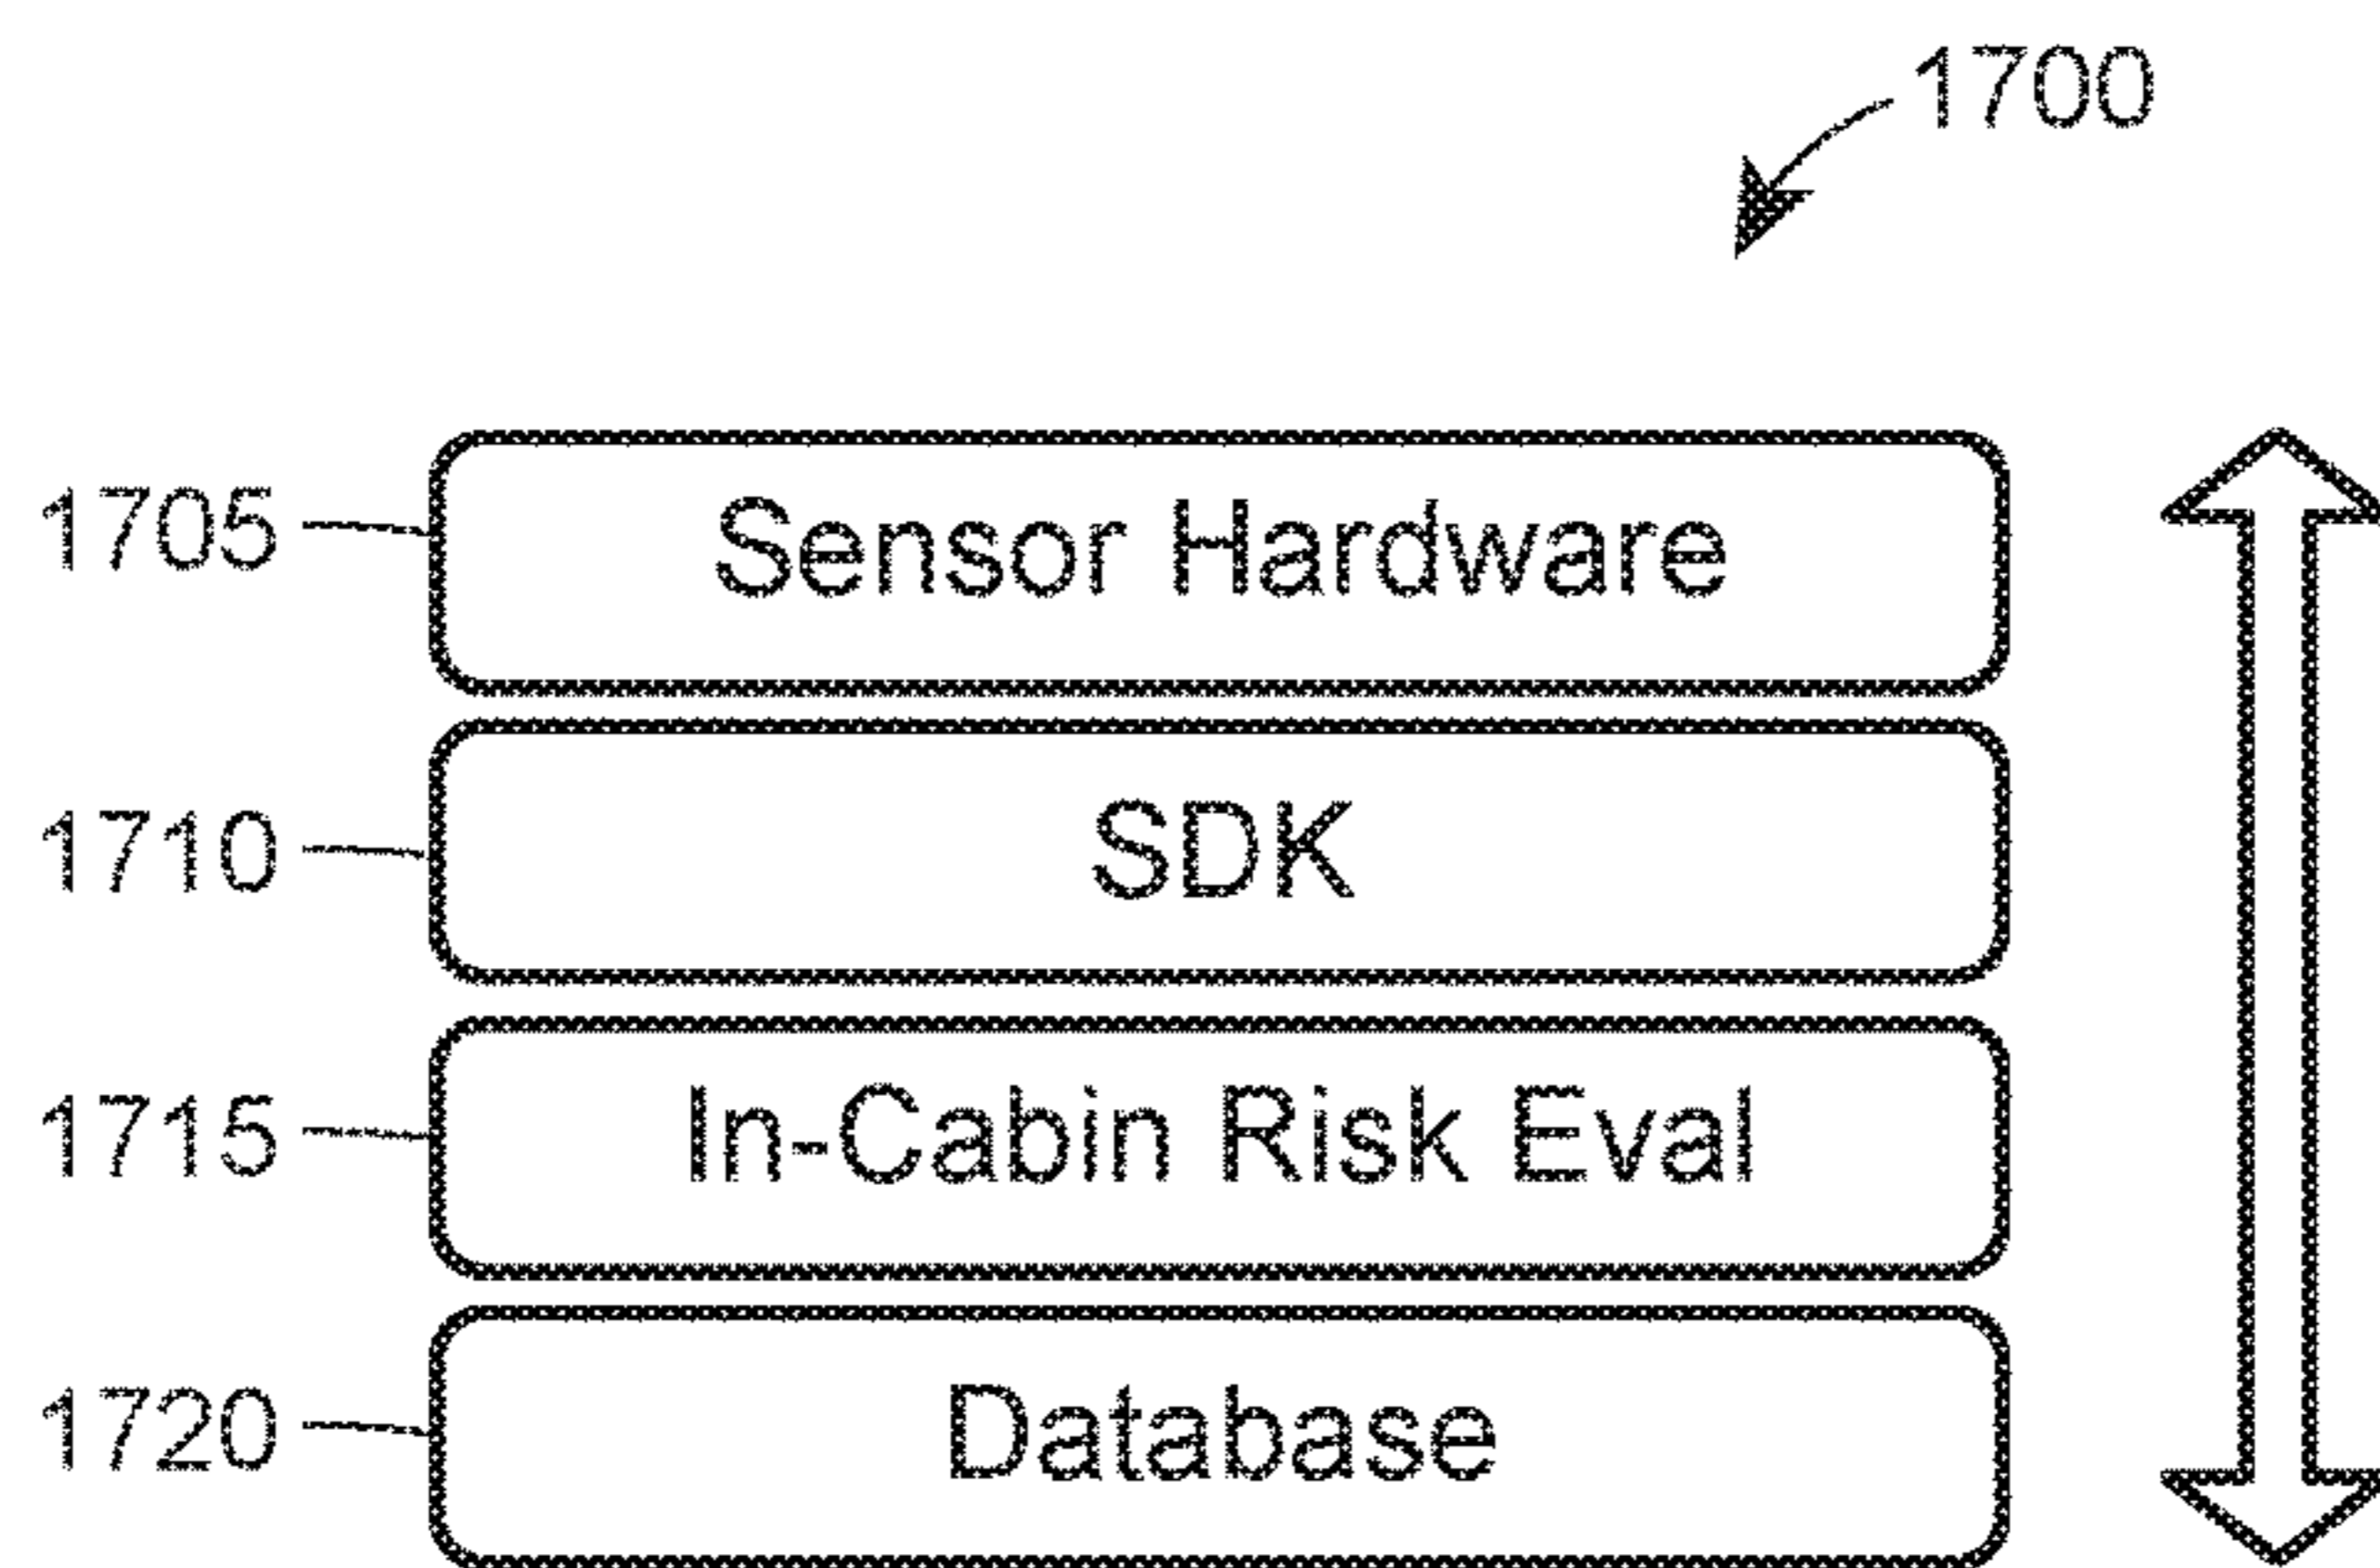 1700
1705 Sensor Hardware
1710 SDK
1715 In-Cabin Risk Eval
1720 Database